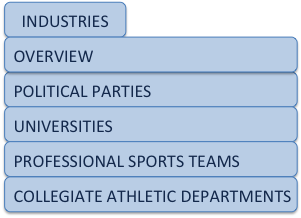 INDUSTRIES
OVERVIEW
POLITICAL PARTIES
UNIVERSITIES
PROFESSIONAL SPORTS TEAMS
COLLEGIATE ATHLETIC DEPARTMENTS